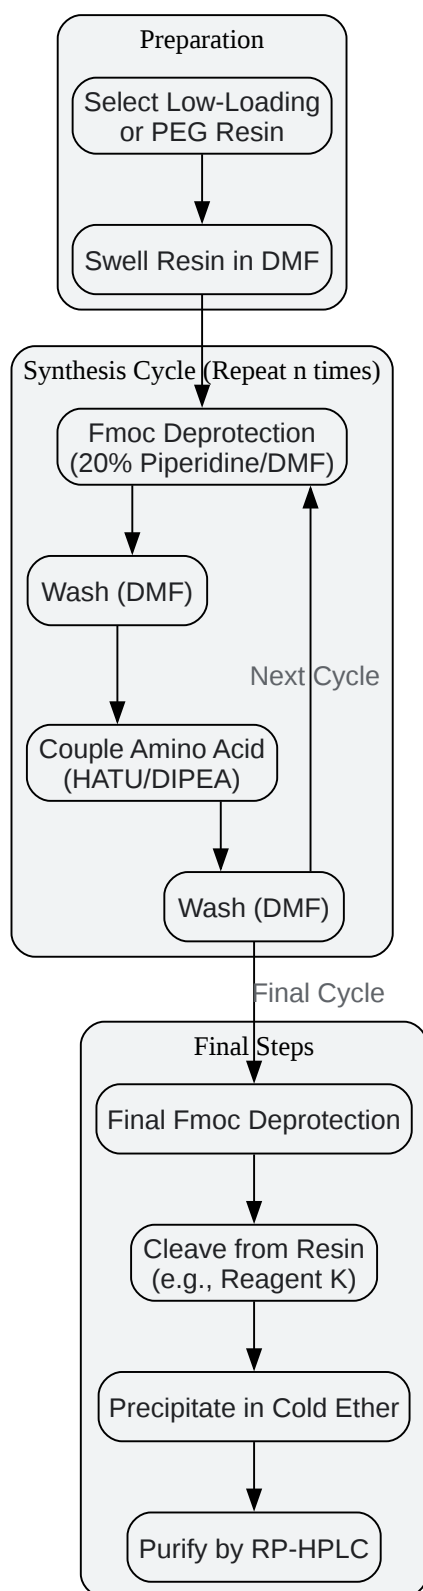 Preparation
Select Low-Loading
or PEG Resin
Swell Resin in DMF
Synthesis Cycle (Repeat n times)
Fmoc Deprotection
(20% Piperidine/DMF)
Wash (DMF)
Next Cycle
Couple Amino Acid
(HATU/DIPEA)
Wash (DMF)
Final Cycle
Final Steps
Final Fmoc Deprotection
Cleave from Resin
(e.g., Reagent K)
Precipitate in Cold Ether
Purify by RP-HPLC